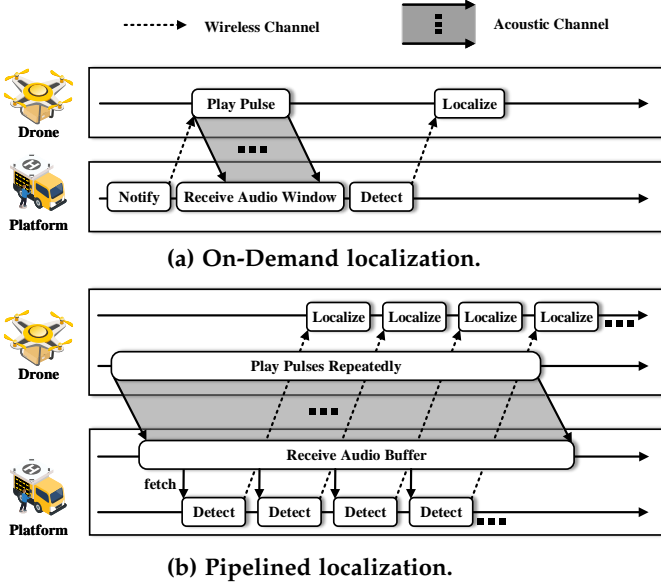 Wireless Channel
Acoustic Channel
Drone
Play Pulse
Localize
Platform
Notify
Receive Audio Window
Detect
(a) On-Demand localization.
Drone
Localize
Localize
Localize
Localize
Play Pulses Repeatedly
Platform
Receive Audio Buffer
fetch
Detect
Detect
Detect
Detect
(b) Pipelined localization.